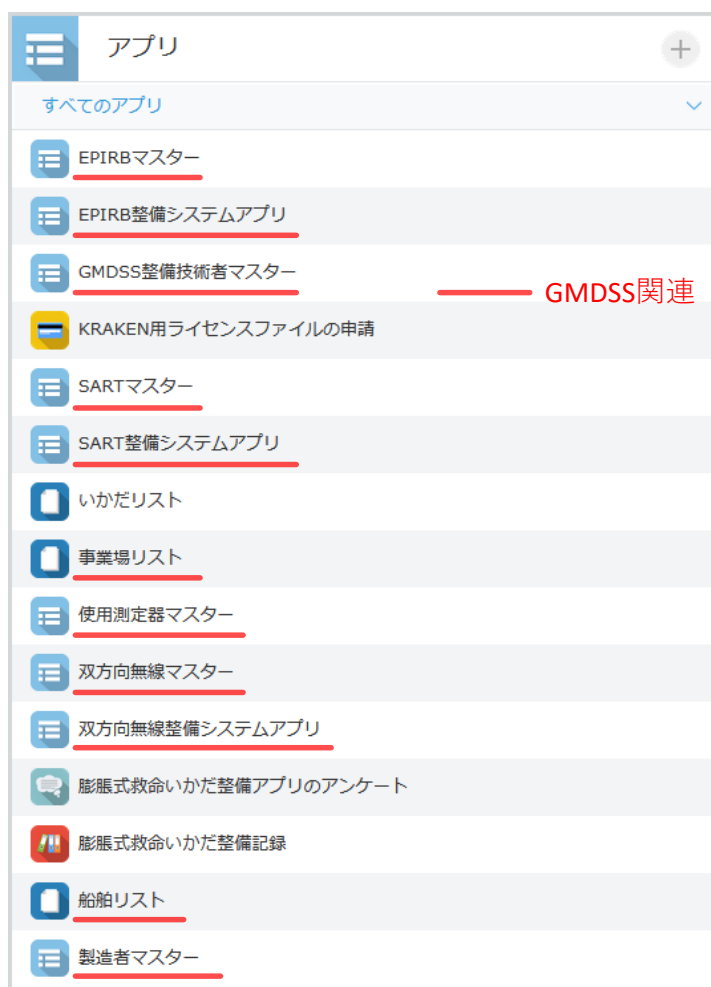 アプリ
すべてのアプリ
EPIRBマスター
EPIRB整備システムアプリ
GMDSS整備技術者マスター
GMDSS関連
KRAKEN用ライセンスファイルの申請
SARTマスター
SART整備システムアプリ
いかだリスト
事業場リスト
使用測定器マスター
双方向無線マスター
双方向無線整備システムアプリ
膨脹式救命いかだ整備アプリのアンケート
膨脹式救命いかだ整備記録
船舶リスト
製造者マスター